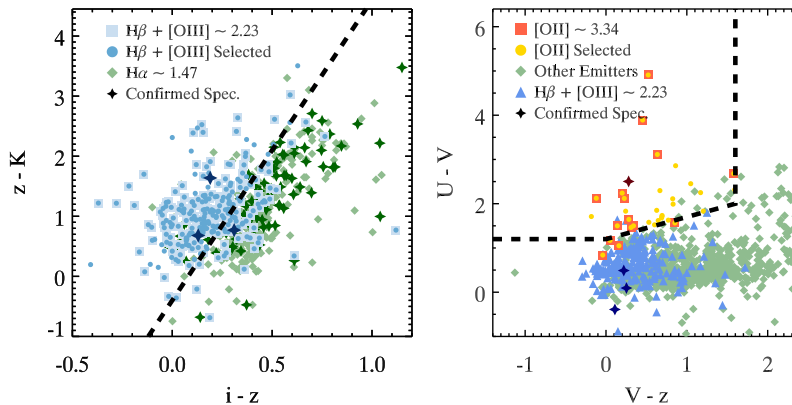 Hβ + [OIII] ~ 2.23
Hβ + [OIII] Selected
Hα ~ 1.47
Confirmed Spec.
4
3
2
1
0
-1
z - K
-0.5 0.0 0.5 1.0
i - z
[OII] ~ 3.34
[OII] Selected
Other Emitters
Hβ + [OIII] ~ 2.23
Confirmed Spec.
6
4
2
0
U - V
-1 0 1 2
V - z